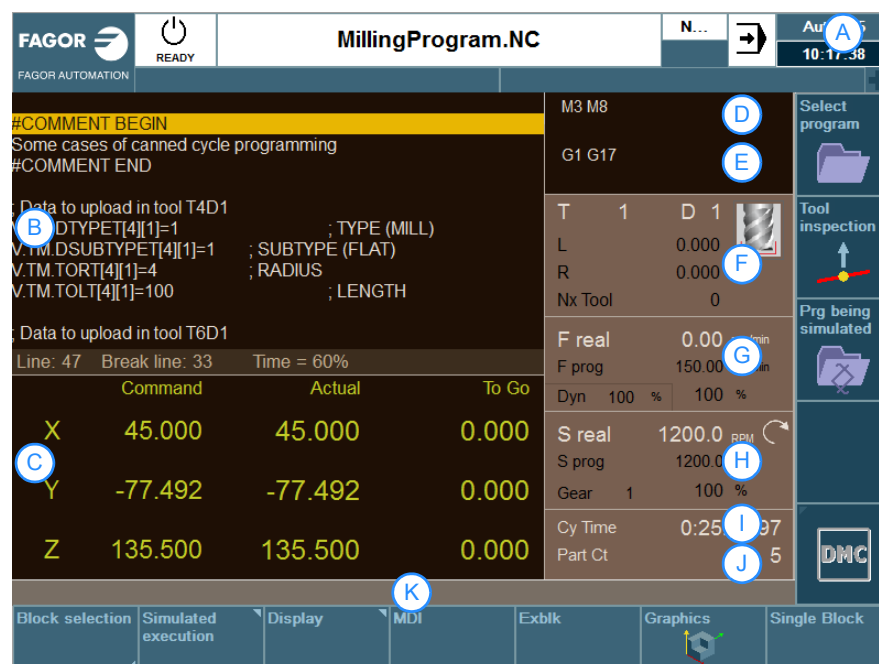 FAGOR
READY
FAGOR AUTOMATION
MillingProgram.NC
N...
A
10:17:38
#COMMENT BEGIN
Some cases of canned cycle programming
#COMMENT END
; Data to upload in tool T4D1
B DTYPET[4][1]=1 ; TYPE (MILL)
V.TM.DSUBTYPET[4][1]=1 ; SUBTYPE (FLAT)
V.TM.TORT[4][1]=4 ; RADIUS
V.TM.TOLT[4][1]=100 ; LENGTH
; Data to upload in tool T6D1
Line: 47 Break line: 33 Time = 60%
Command Actual To Go
X 45.000 45.000 0.000
C
Y -77.492 -77.492 0.000
Z 135.500 135.500 0.000
M3 M8 D
G1 G17 E
T 1 D 1
L 0.000
F
R 0.000
Nx Tool 0
F real 0.00
G
F prog 150.00
Dyn 100 % 100 %
S real 1200.0 RPM
S prog 1200.0 H
Gear 1 100 %
Cy Time 0:25 I 97
Part Ct J 5
Select
program
Tool
inspection
Prg being
simulated
DMC
K
Block selection
Simulated
execution
Display
MDI
Exblk
Graphics
Single Block